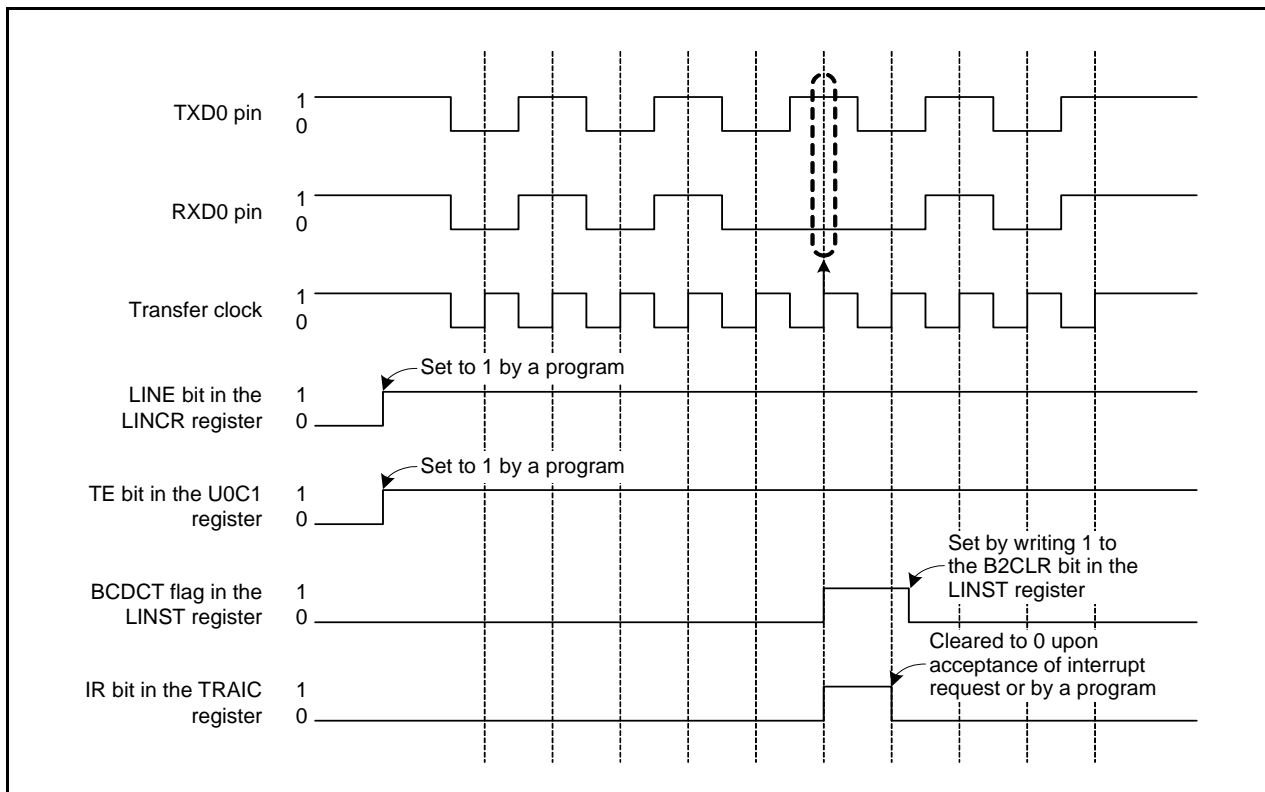 TXD0 pin
1
0
RXD0 pin
1
0
Transfer clock
1
0
Set to 1 by a program
LINE bit in the
LINCR register
1
0
Set to 1 by a program
TE bit in the U0C1
register
1
0
Set by writing 1 to
the B2CLR bit in the
LINST register
BCDCT flag in the
LINST register
1
0
Cleared to 0 upon
acceptance of interrupt
request or by a program
IR bit in the TRAIC
register
1
0